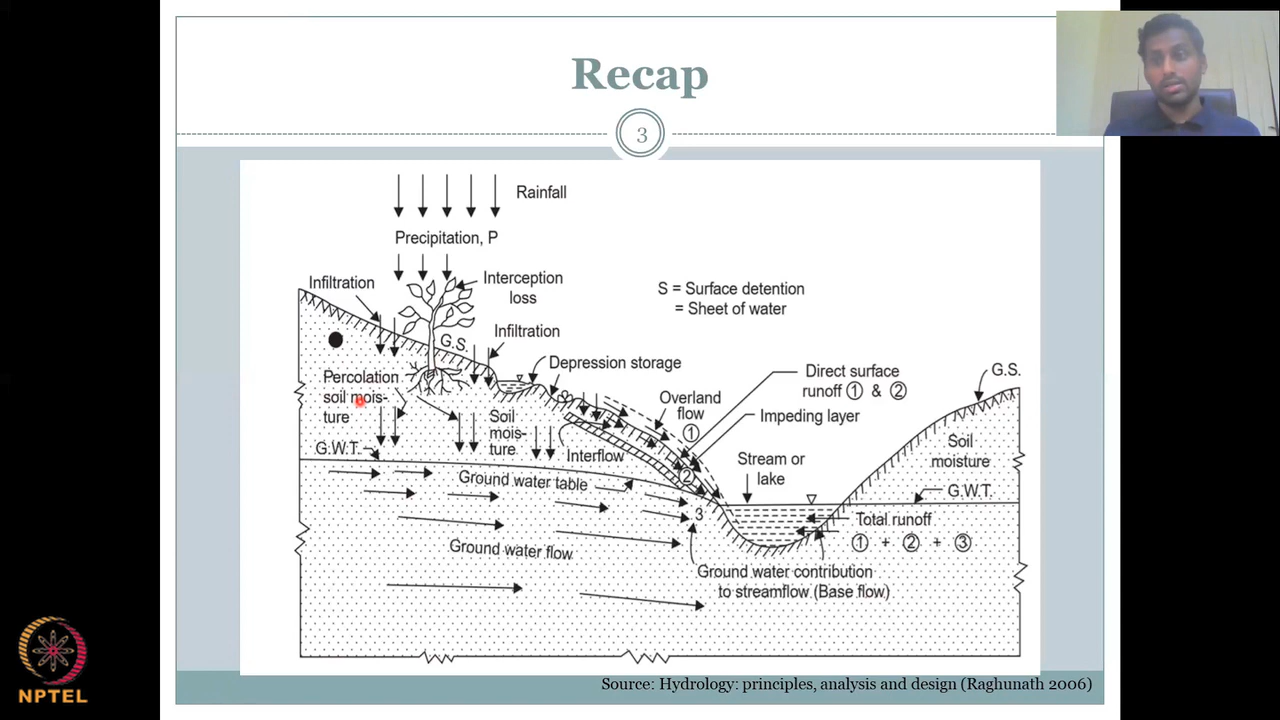 Recap
3
Rainfall
Precipitation, P
Infiltration
Interception
loss
S = Surface detention
= Sheet of water
G.S.
Infiltration
Depression storage
Direct surface
runoff ① & ②
G.S.
Percolation
soil mois-
ture
Overland
flow
①
Impeding layer
S
Soil
mois-
ture
G.W.T.
Interflow
Soil
moisture
Stream or
lake
Ground water table
②
G.W.T.
3
Total runoff
① + ② + ③
Ground water flow
Ground water contribution
to streamflow (Base flow)
Source: Hydrology: principles, analysis and design (Raghunath 2006)
NPTEL